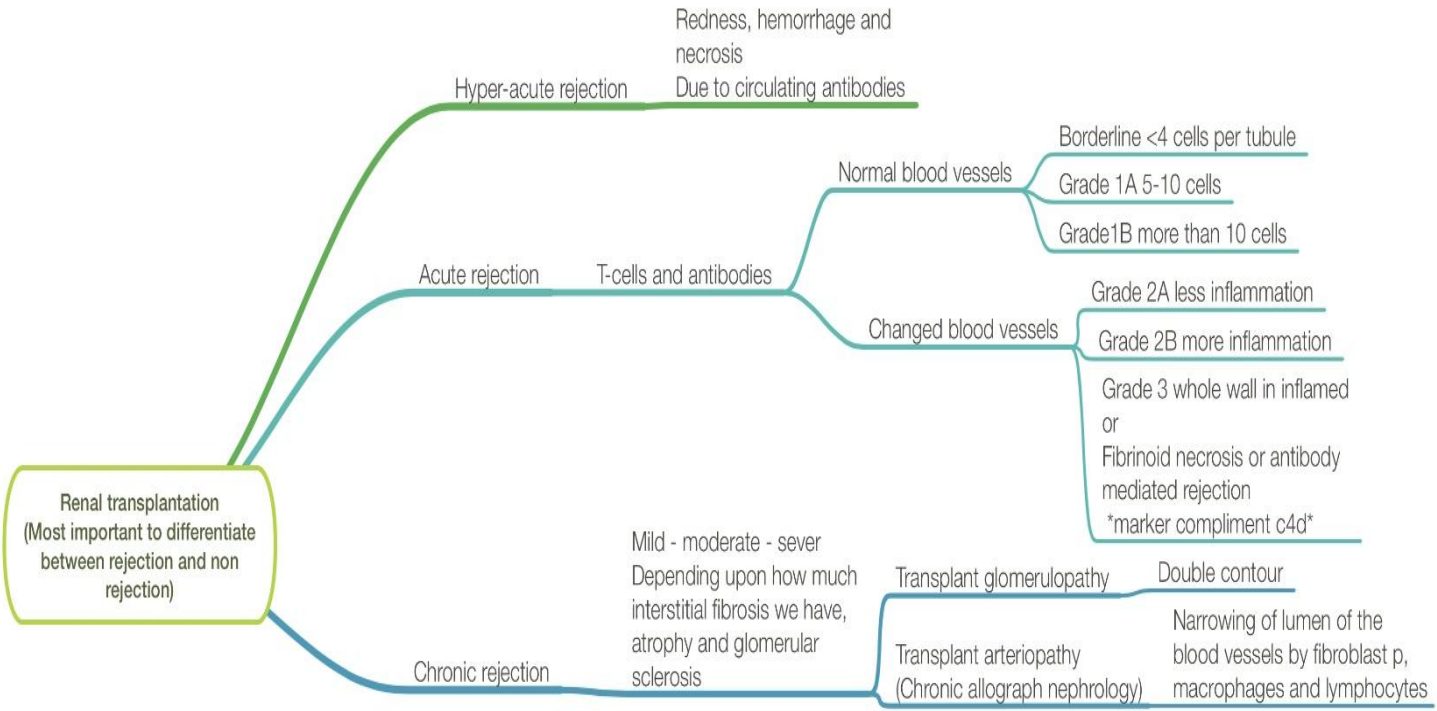 Renal transplantation
(Most important to differentiate
between rejection and non
rejection)
Hyper-acute rejection
Redness, hemorrhage and
necrosis
Due to circulating antibodies
Acute rejection
T-cells and antibodies
Normal blood vessels
Borderline <4 cells per tubule
Grade 1A 5-10 cells
Grade1B more than 10 cells
Changed blood vessels
Grade 2A less inflammation
Grade 2B more inflammation
Grade 3 whole wall in inflamed
or
Fibrinoid necrosis or antibody
mediated rejection
*marker compliment c4d*
Chronic rejection
Mild - moderate - sever
Depending upon how much
interstitial fibrosis we have,
atrophy and glomerular
sclerosis
Transplant glomerulopathy
Double contour
Transplant arteriopathy
(Chronic allograph nephrology)
Narrowing of lumen of the
blood vessels by fibroblast p,
macrophages and lymphocytes